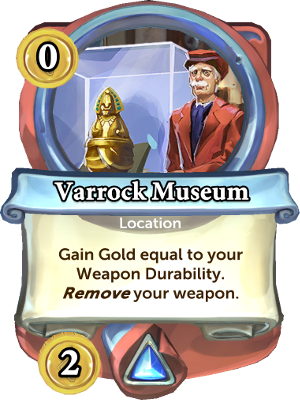 0
Varrock Museum
Location
Gain Gold equal to your
Weapon Durability.
Remove your weapon.
2